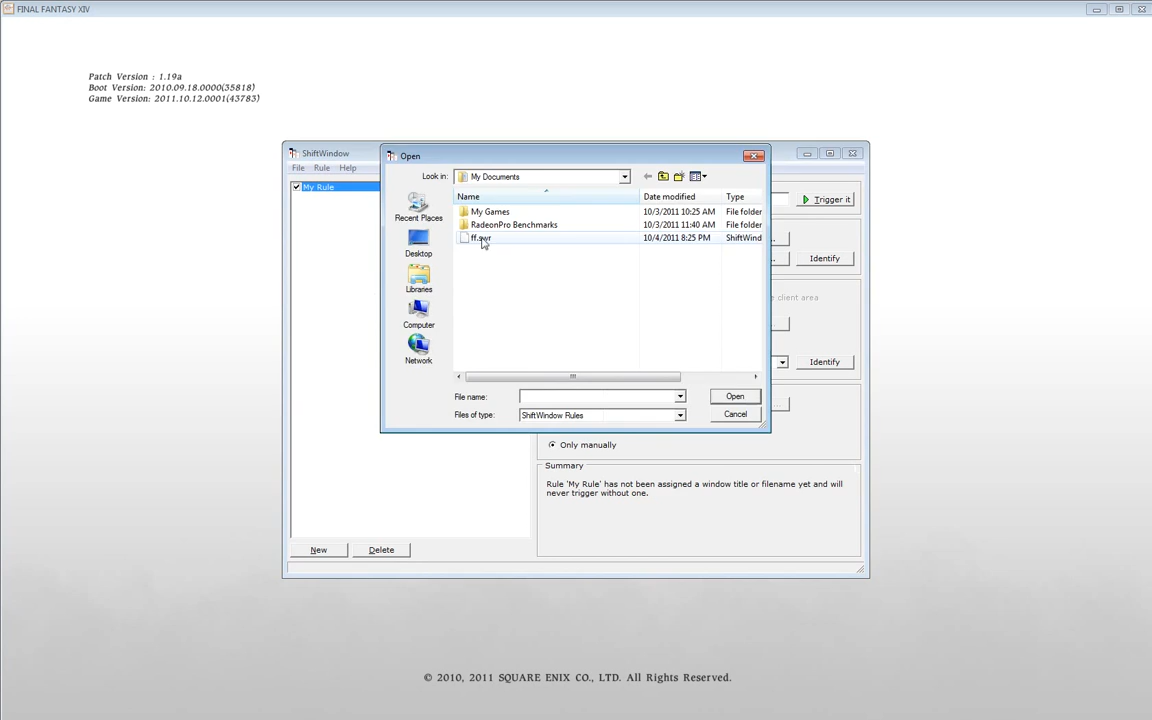 FINAL FANTASY XIV
Patch Version : 1.19a
Boot Version: 2010.09.18.0000(35818)
Game Version: 2011.10.12.0001(43783)
ShiftWindow
File Rule Help
My Rule
Open
Look in: My Documents
Name Date modified Type
My Games 10/3/2011 10:25 AM File folder
RadeonPro Benchmarks 10/3/2011 11:40 AM File folder
ff.swr 10/4/2011 8:25 PM ShiftWind
Recent Places
Desktop
Libraries
Computer
Network
File name: Open
Files of type: ShiftWindow Rules Cancel
Trigger it
Identify
client area
Identify
Only manually
Summary
Rule 'My Rule' has not been assigned a window title or filename yet and will
never trigger without one.
New Delete
© 2010, 2011 SQUARE ENIX CO., LTD. All Rights Reserved.